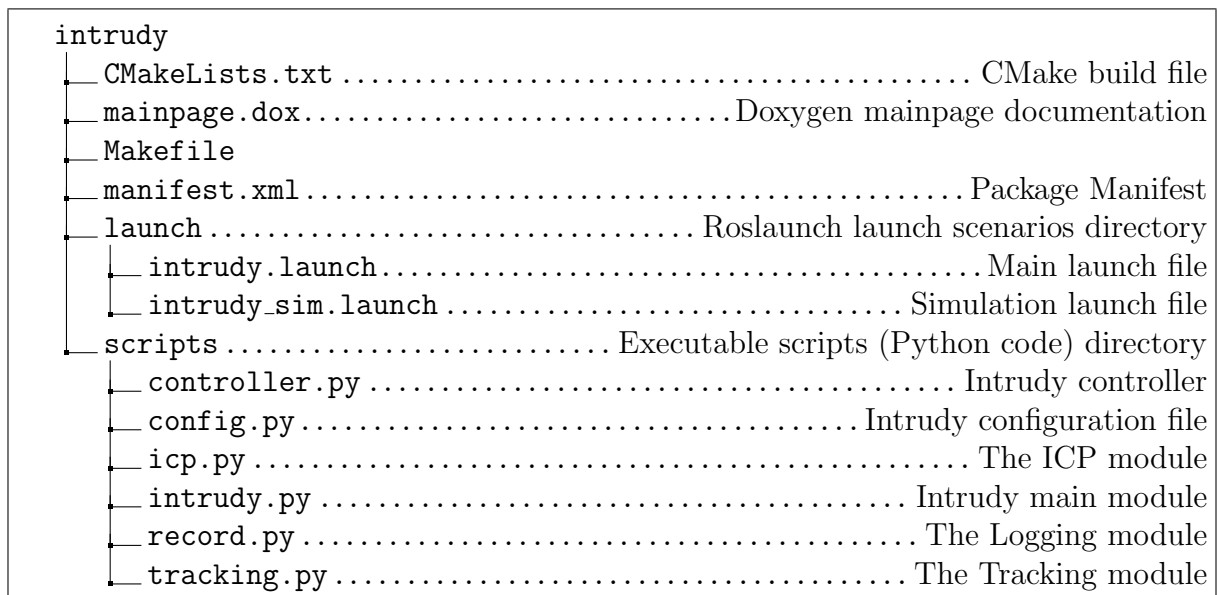 intrudy
CMakeLists.txt ................................................ CMake build file
mainpage.dox................................Doxygen mainpage documentation
Makefile
manifest.xml ..................................................... Package Manifest
launch ................................... Roslaunch launch scenarios directory
intrudy.launch............................................. Main launch file
intrudy_sim.launch .................................. Simulation launch file
scripts ............................ Executable scripts (Python code) directory
controller.py ............................................ Intrudy controller
config.py ......................................... Intrudy configuration file
icp.py ..................................................... The ICP module
intrudy.py ........................................... Intrudy main module
record.py .............................................. The Logging module
tracking.py ........................................... The Tracking module